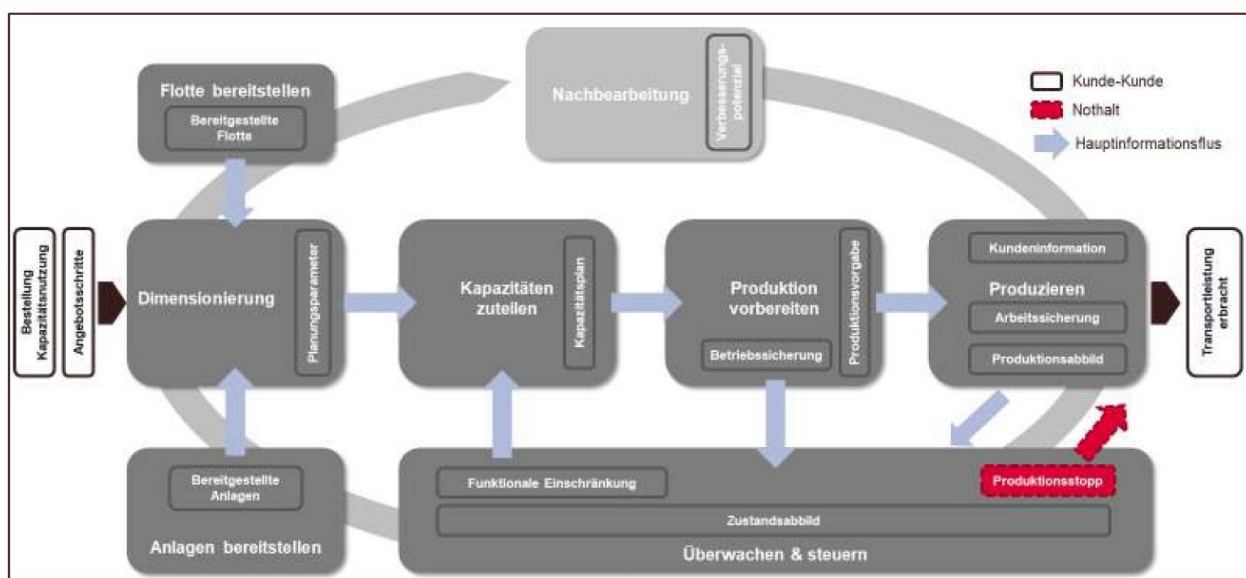 Flotte bereitstellen
Bereitgestellte
Flotte
Nachbearbeitung
Verbesserungs-
potenzial
Kunde-Kunde
Nothalt
Hauptinformationsflus
Bestellung
Kapazitätsnutzung
Angebotsschritte
Dimensionierung
Planungsparameter
Kapazitäten
zuteilen
Kapazitätsplan
Produktion
vorbereiten
Betriebssicherung
Produktionsvorgabe
Kundeninformation
Produzieren
Arbeitssicherung
Produktionsabbild
Transportleistung
erbracht
Bereitgestellte
Anlagen
Anlagen bereitstellen
Funktionale Einschränkung
Produktionsstopp
Zustandsabbild
Überwachen & steuern